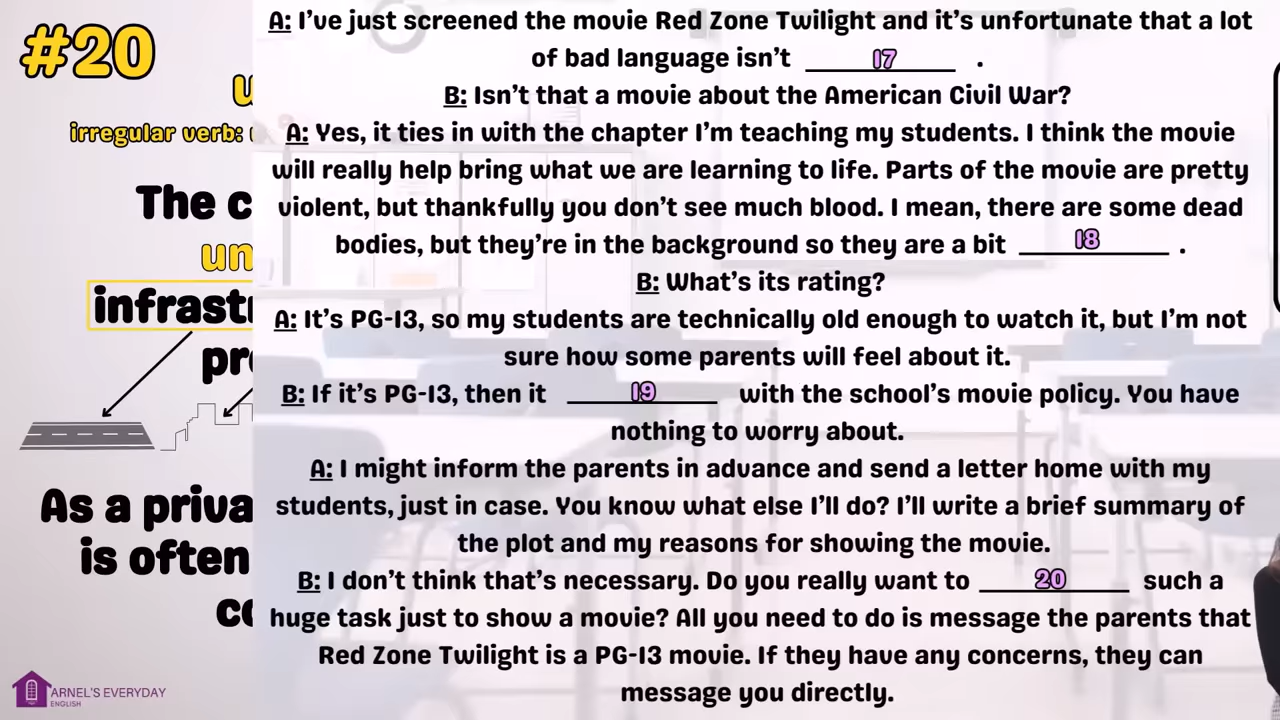 #20
irregular verb:
The c
un
infrast
pr
As a priva
is often
co
ARNEL'S EVERYDAY
ENGLISH
A: I've just screened the movie Red Zone Twilight and it's unfortunate that a lot
of bad language isn't 17 .
B: Isn't that a movie about the American Civil War?
A: Yes, it ties in with the chapter I'm teaching my students. I think the movie
will really help bring what we are learning to life. Parts of the movie are pretty
violent, but thankfully you don't see much blood. I mean, there are some dead
bodies, but they're in the background so they are a bit 18 .
B: What's its rating?
A: It's PG-13, so my students are technically old enough to watch it, but I'm not
sure how some parents will feel about it.
B: If it's PG-13, then it 19 with the school's movie policy. You have
nothing to worry about.
A: I might inform the parents in advance and send a letter home with my
students, just in case. You know what else I'll do? I'll write a brief summary of
the plot and my reasons for showing the movie.
B: I don't think that's necessary. Do you really want to 20 such a
huge task just to show a movie? All you need to do is message the parents that
Red Zone Twilight is a PG-13 movie. If they have any concerns, they can
message you directly.